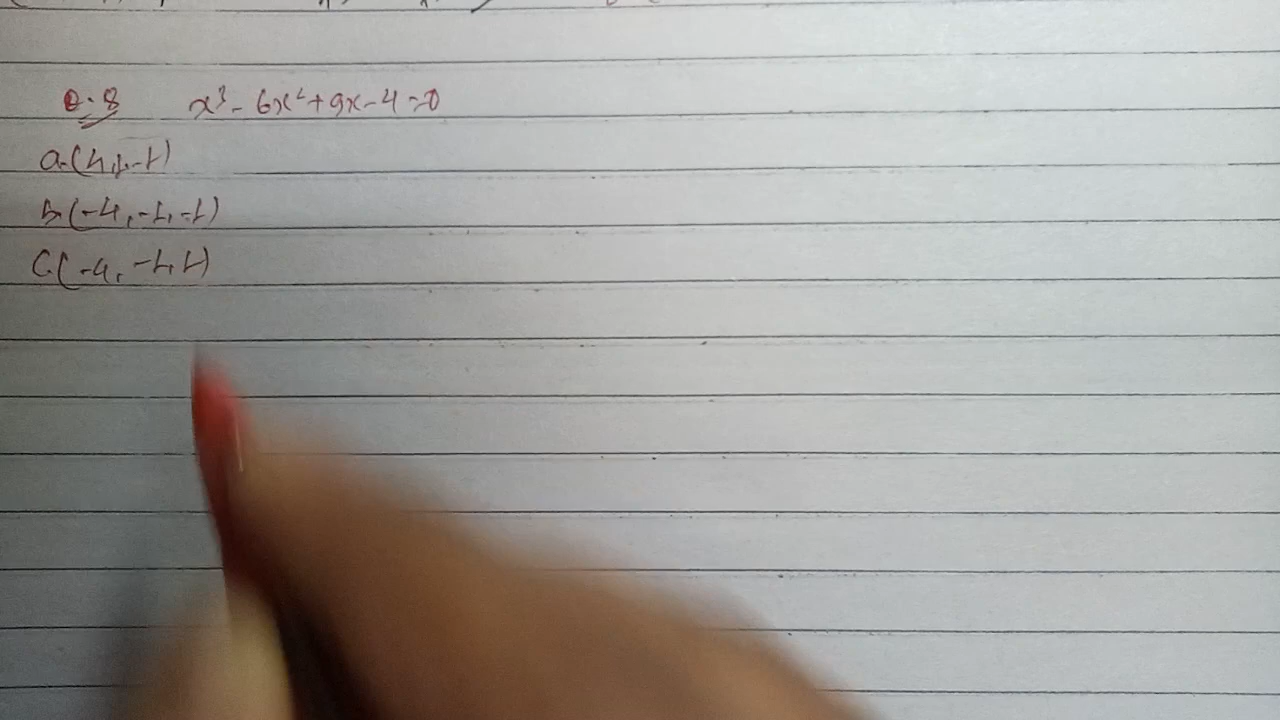 Q.8 x³ - 6x² + 9x - 4 = 0
a.(4,1,-1)
b.(-4,-1,-1)
C.(-4,-1,1)